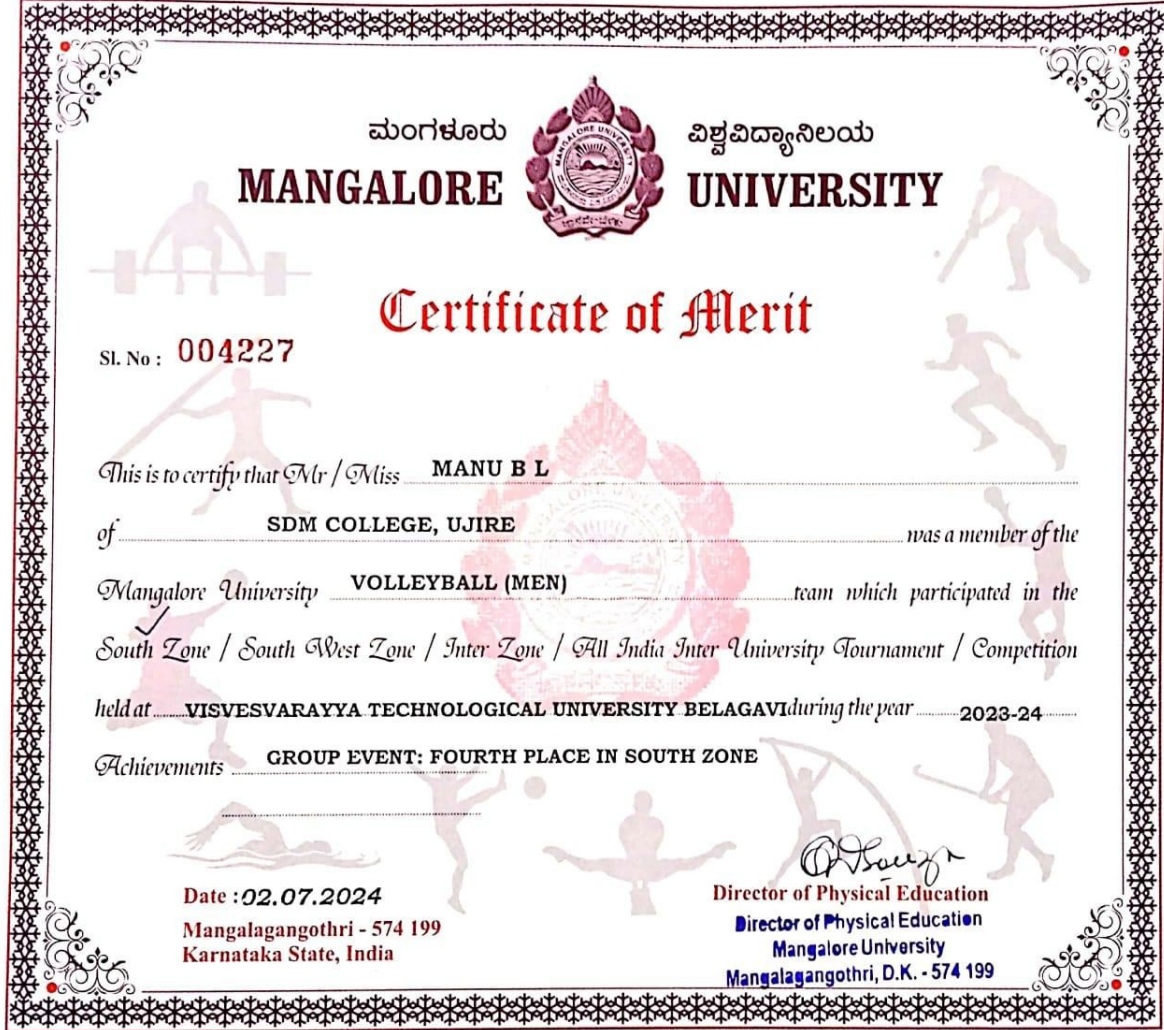 ಮಂಗಳೂರು ವಿಶ್ವವಿದ್ಯಾನಿಲಯ
MANGALORE UNIVERSITY
MANGALORE UNIVERSITY
Certificate of Merit
Sl. No : 004227
This is to certify that Mr / Miss MANU B L
of SDM COLLEGE, UJIRE was a member of the
Mangalore University VOLLEYBALL (MEN) team which participated in the
South Zone / South West Zone / Inter Zone / All India Inter University Tournament / Competition
held at VISVESVARAYYA TECHNOLOGICAL UNIVERSITY BELAGAVI during the year 2023-24
Achievements GROUP EVENT: FOURTH PLACE IN SOUTH ZONE
Date : 02.07.2024
Mangalagangothri - 574 199
Karnataka State, India
Director of Physical Education
Director of Physical Education
Mangalore University
Mangalagangothri, D.K. - 574 199